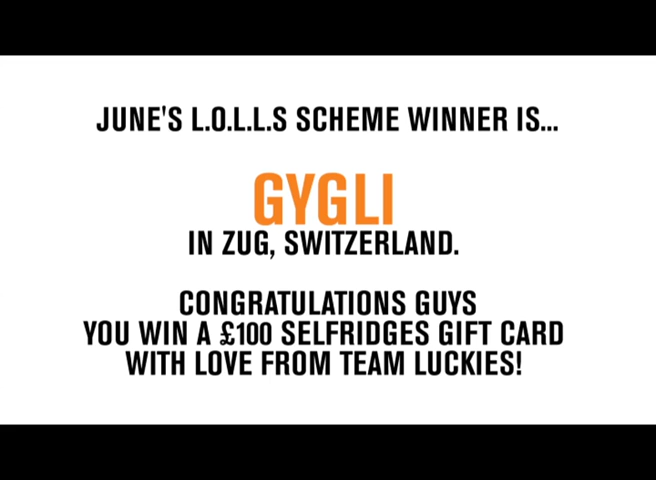 JUNE'S L.O.L.L.S SCHEME WINNER IS...
GYGLI
IN ZUG, SWITZERLAND.
CONGRATULATIONS GUYS
YOU WIN A £100 SELFRIDGES GIFT CARD
WITH LOVE FROM TEAM LUCKIES!